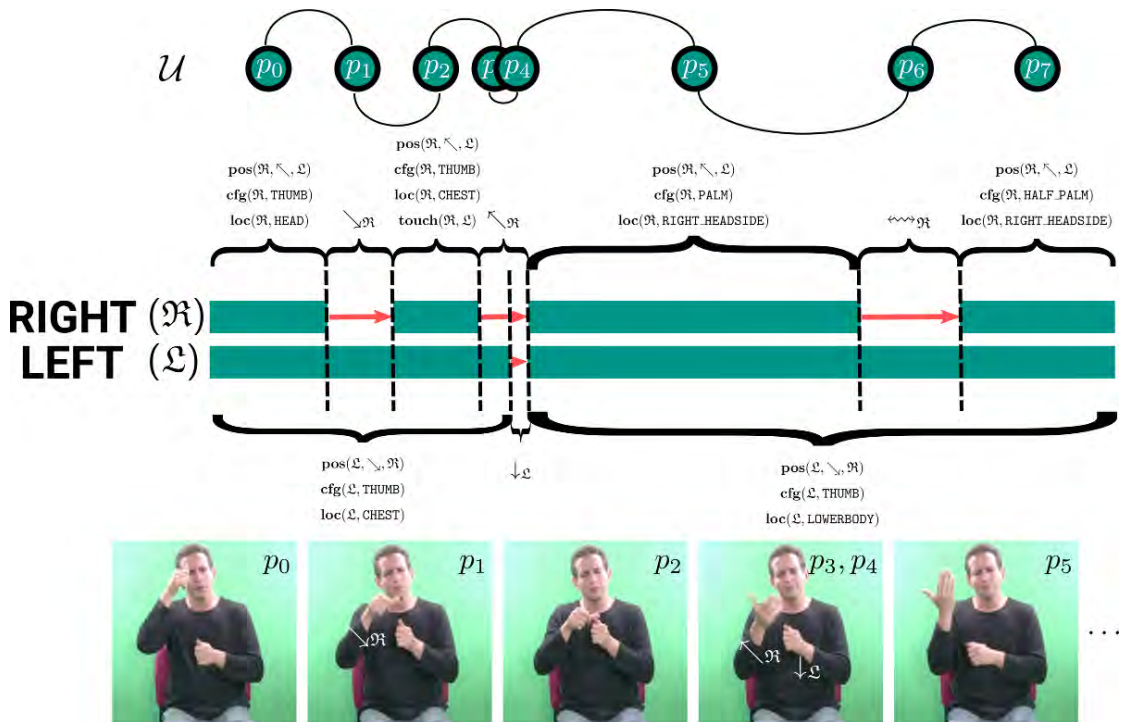 𝒰
p₀ p₁ p₂ p p₄ p₅ p₆ p₇
pos(ℜ, ↖, 𝔏)
cfg(ℜ, THUMB)
loc(ℜ, HEAD)
↘ℜ
pos(ℜ, ↖, 𝔏)
cfg(ℜ, THUMB)
loc(ℜ, CHEST)
touch(ℜ, 𝔏)
↖ℜ
pos(ℜ, ↖, 𝔏)
cfg(ℜ, PALM)
loc(ℜ, RIGHT_HEADSIDE)
↭ℜ
pos(ℜ, ↖, 𝔏)
cfg(ℜ, HALF_PALM)
loc(ℜ, RIGHT_HEADSIDE)
RIGHT (ℜ)
LEFT (𝔏)
pos(𝔏, ↘, ℜ)
cfg(𝔏, THUMB)
loc(𝔏, CHEST)
↓𝔏
pos(𝔏, ↘, ℜ)
cfg(𝔏, THUMB)
loc(𝔏, LOWERBODY)
p₀
p₁
↘ℜ
p₂
p₃, p₄
↖ℜ
↓𝔏
p₅
...